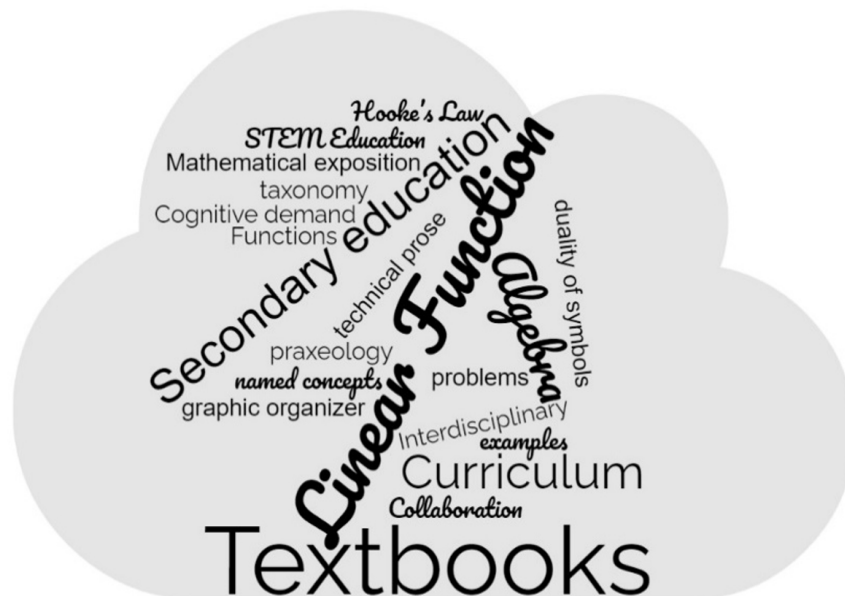 Hooke's Law
STEM Education
Mathematical exposition
taxonomy
Cognitive demand
Functions
Secondary education
technical prose
Linear Function
Algebra
duality of symbols
praxeology
named concepts
problems
graphic organizer
Interdisciplinary
examples
Curriculum
Collaboration
Textbooks